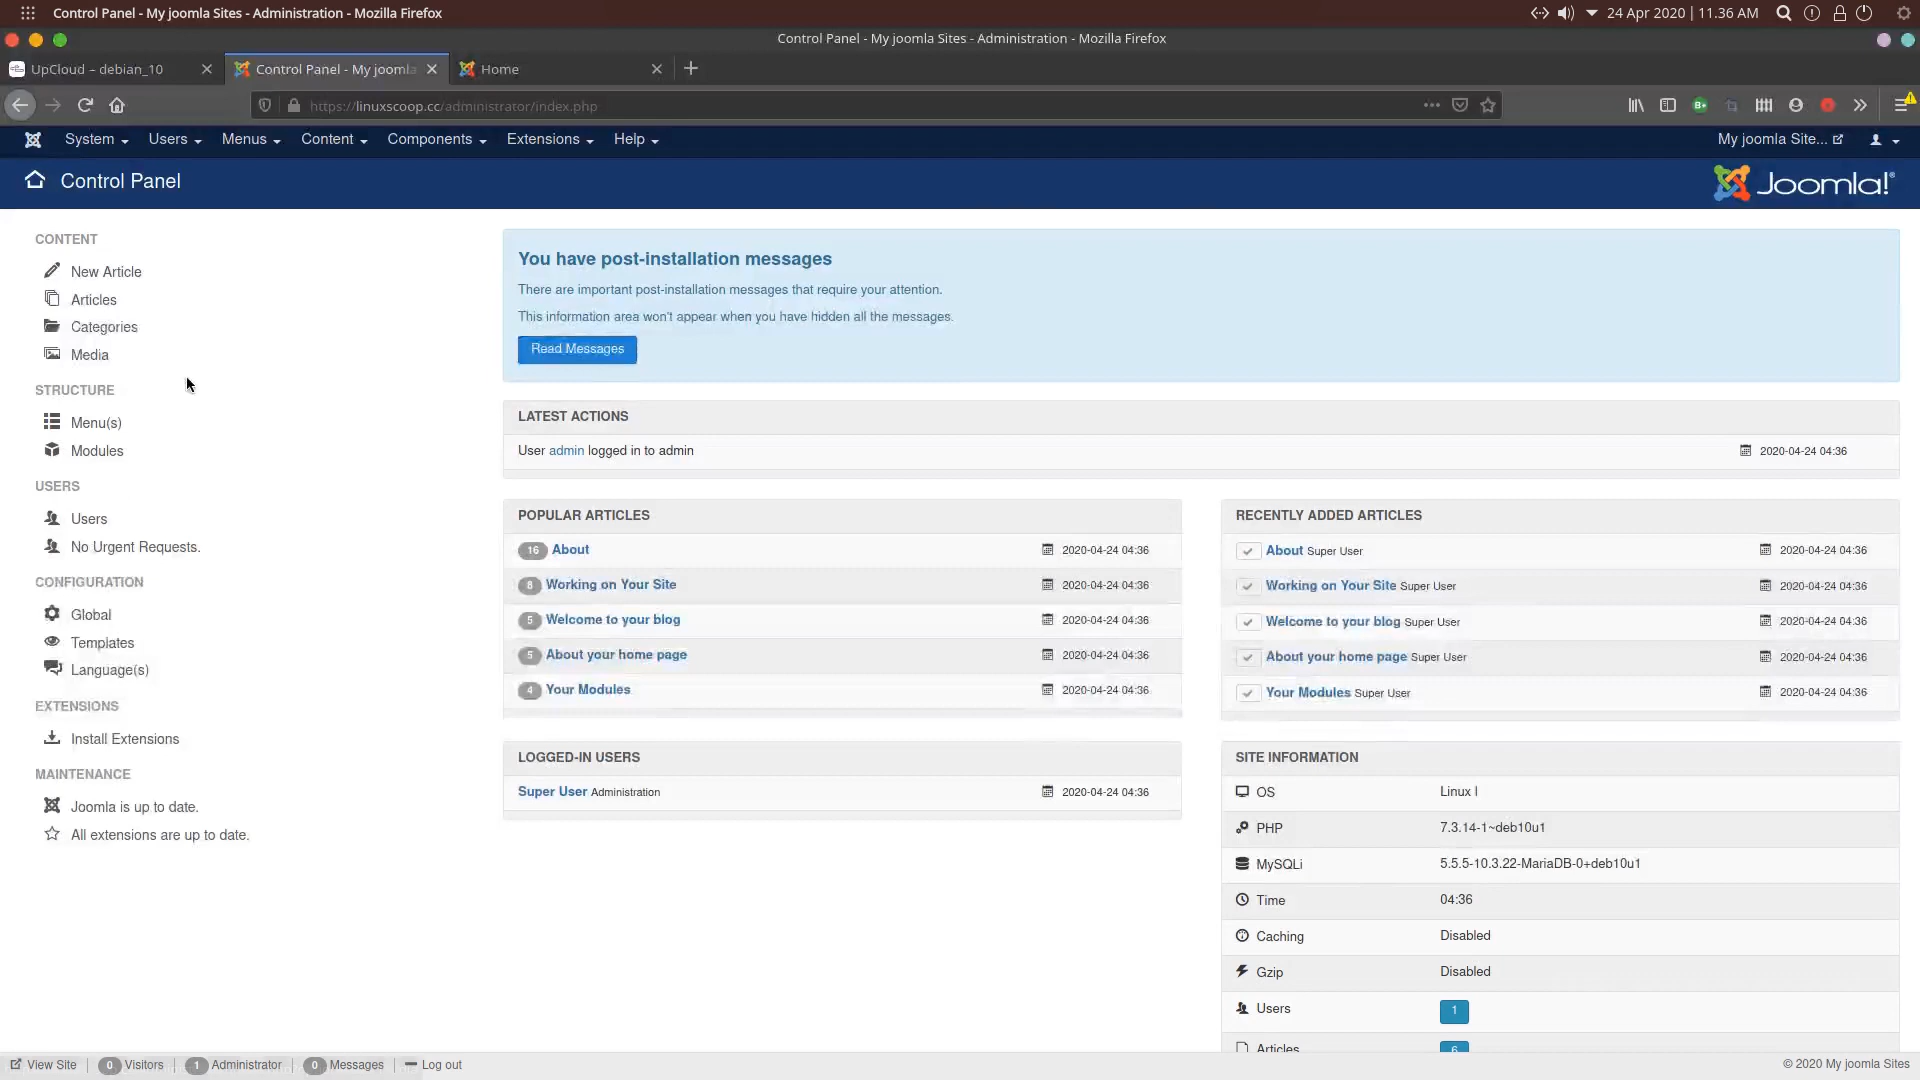 Control Panel - My joomla Sites - Administration - Mozilla Firefox
24 Apr 2020 | 11.36 AM
Control Panel - My joomla Sites - Administration - Mozilla Firefox
UpCloud – debian_10
Control Panel - My joomla
Home
https://linuxscoop.cc/administrator/index.php
System
Users
Menus
Content
Components
Extensions
Help
My joomla Site...
Control Panel
Joomla!
CONTENT
New Article
Articles
Categories
Media
STRUCTURE
Menu(s)
Modules
USERS
Users
No Urgent Requests.
CONFIGURATION
Global
Templates
Language(s)
EXTENSIONS
Install Extensions
MAINTENANCE
Joomla is up to date.
All extensions are up to date.
You have post-installation messages
There are important post-installation messages that require your attention.
This information area won't appear when you have hidden all the messages.
Read Messages
LATEST ACTIONS
User admin logged in to admin 2020-04-24 04:36
POPULAR ARTICLES
16 About 2020-04-24 04:36
8 Working on Your Site 2020-04-24 04:36
5 Welcome to your blog 2020-04-24 04:36
5 About your home page 2020-04-24 04:36
4 Your Modules 2020-04-24 04:36
RECENTLY ADDED ARTICLES
About Super User 2020-04-24 04:36
Working on Your Site Super User 2020-04-24 04:36
Welcome to your blog Super User 2020-04-24 04:36
About your home page Super User 2020-04-24 04:36
Your Modules Super User 2020-04-24 04:36
LOGGED-IN USERS
Super User Administration 2020-04-24 04:36
SITE INFORMATION
OS Linux l
PHP 7.3.14-1~deb10u1
MySQLi 5.5.5-10.3.22-MariaDB-0+deb10u1
Time 04:36
Caching Disabled
Gzip Disabled
Users 1
Articles 6
View Site
0 Visitors
1 Administrator
0 Messages
Log out
© 2020 My joomla Sites